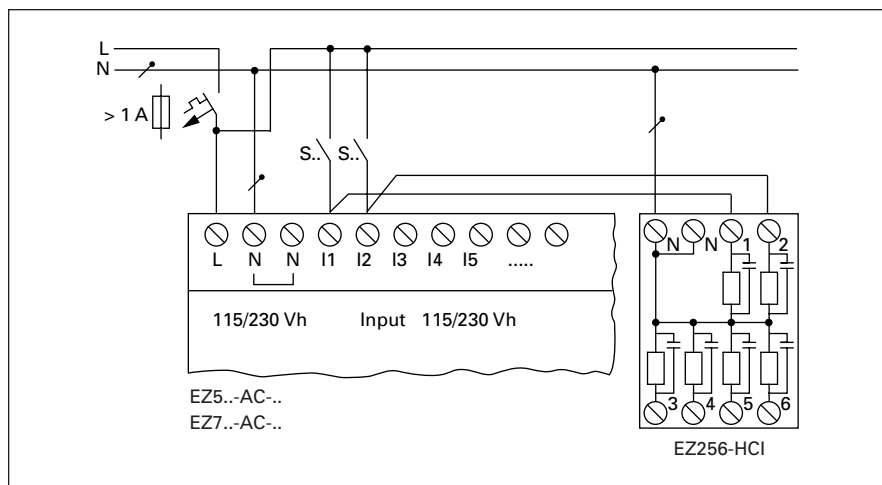 L
N
> 1 A
S.. S..
L N N I1 I2 I3 I4 I5 .....
N N 1 2
115/230 Vh Input 115/230 Vh
3 4 5 6
EZ5..-AC-..
EZ7..-AC-..
EZ256-HCI